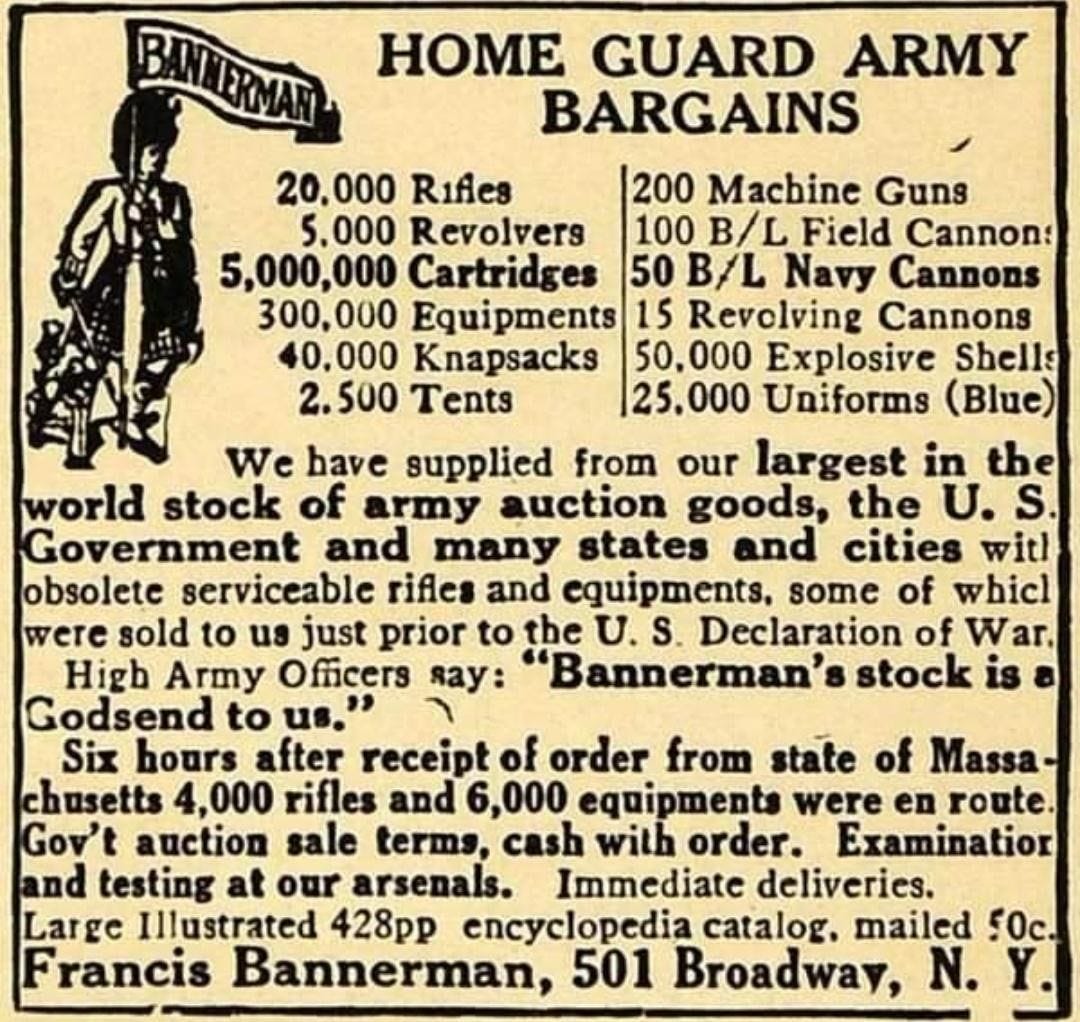 BANNERMAN
HOME GUARD ARMY
BARGAINS
20,000 Rifles
5,000 Revolvers
5,000,000 Cartridges
300,000 Equipments
40,000 Knapsacks
2,500 Tents
200 Machine Guns
100 B/L Field Cannons
50 B/L Navy Cannons
15 Revolving Cannons
50,000 Explosive Shells
25,000 Uniforms (Blue)
We have supplied from our largest in the
world stock of army auction goods, the U. S.
Government and many states and cities with
obsolete serviceable rifles and equipments, some of which
were sold to us just prior to the U. S. Declaration of War.
High Army Officers say: "Bannerman's stock is a
Godsend to us."
Six hours after receipt of order from state of Massa-
chusetts 4,000 rifles and 6,000 equipments were en route.
Gov't auction sale terms, cash with order. Examination
and testing at our arsenals. Immediate deliveries.
Large Illustrated 428pp encyclopedia catalog, mailed 50c.
Francis Bannerman, 501 Broadway, N. Y.